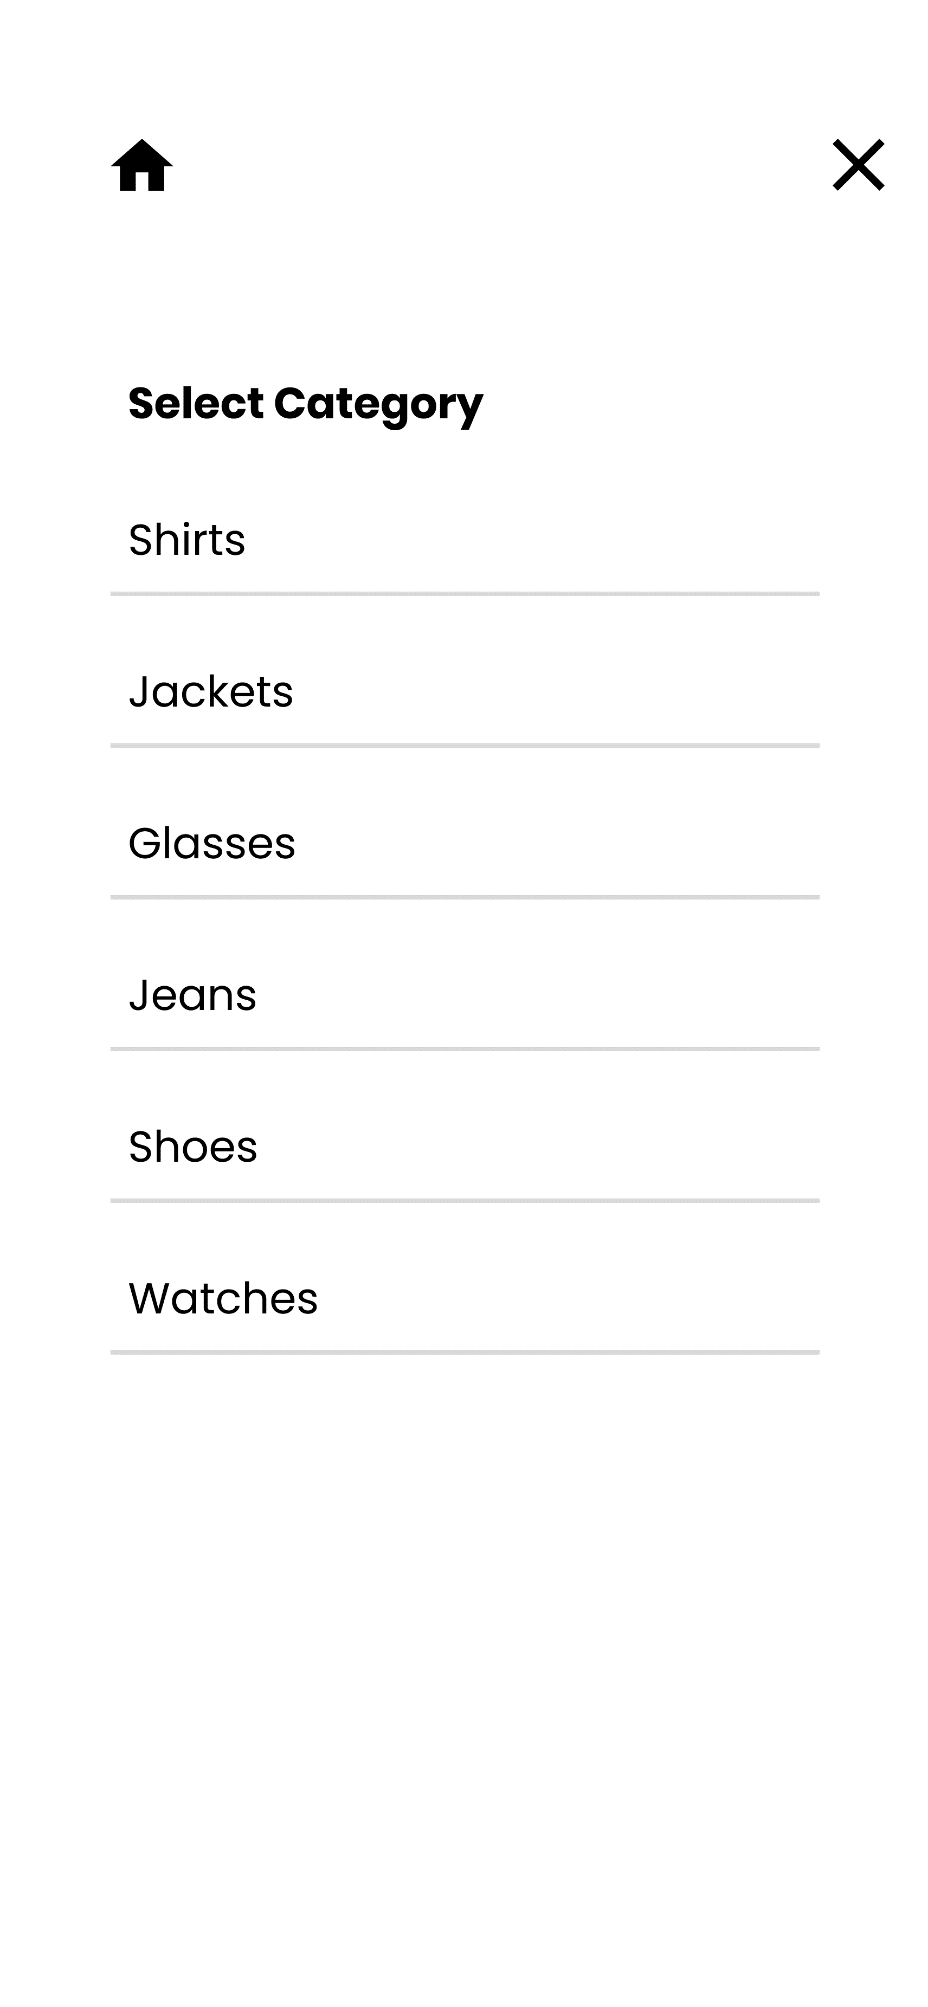 Select Category
Shirts
Jackets
Glasses
Jeans
Shoes
Watches